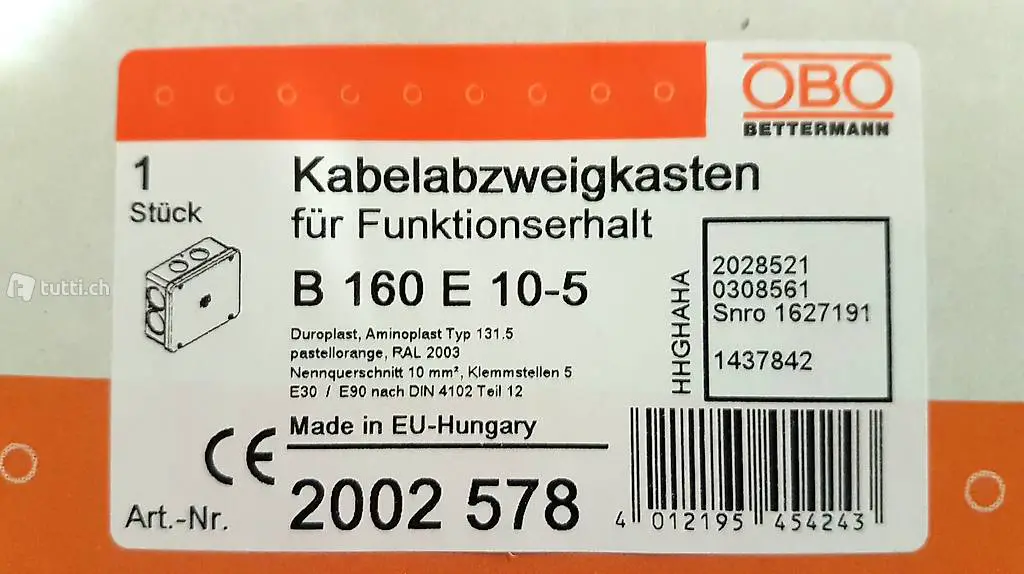 OBO
BETTERMANN
1
Stück
Kabelabzweigkasten
für Funktionserhalt
B 160 E 10-5
Duroplast, Aminoplast Typ 131.5
pastellorange, RAL 2003
Nennquerschnitt 10 mm², Klemmstellen 5
E30 / E90 nach DIN 4102 Teil 12
HHGHAHA
2028521
0308561
Snro 1627191
1437842
Made in EU-Hungary
CE
Art.-Nr.
2002 578
4 012195 454243
tutti.ch